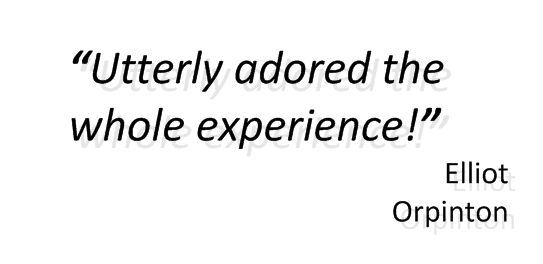 “Utterly adored the
whole experience!”
Elliot
Orpinton